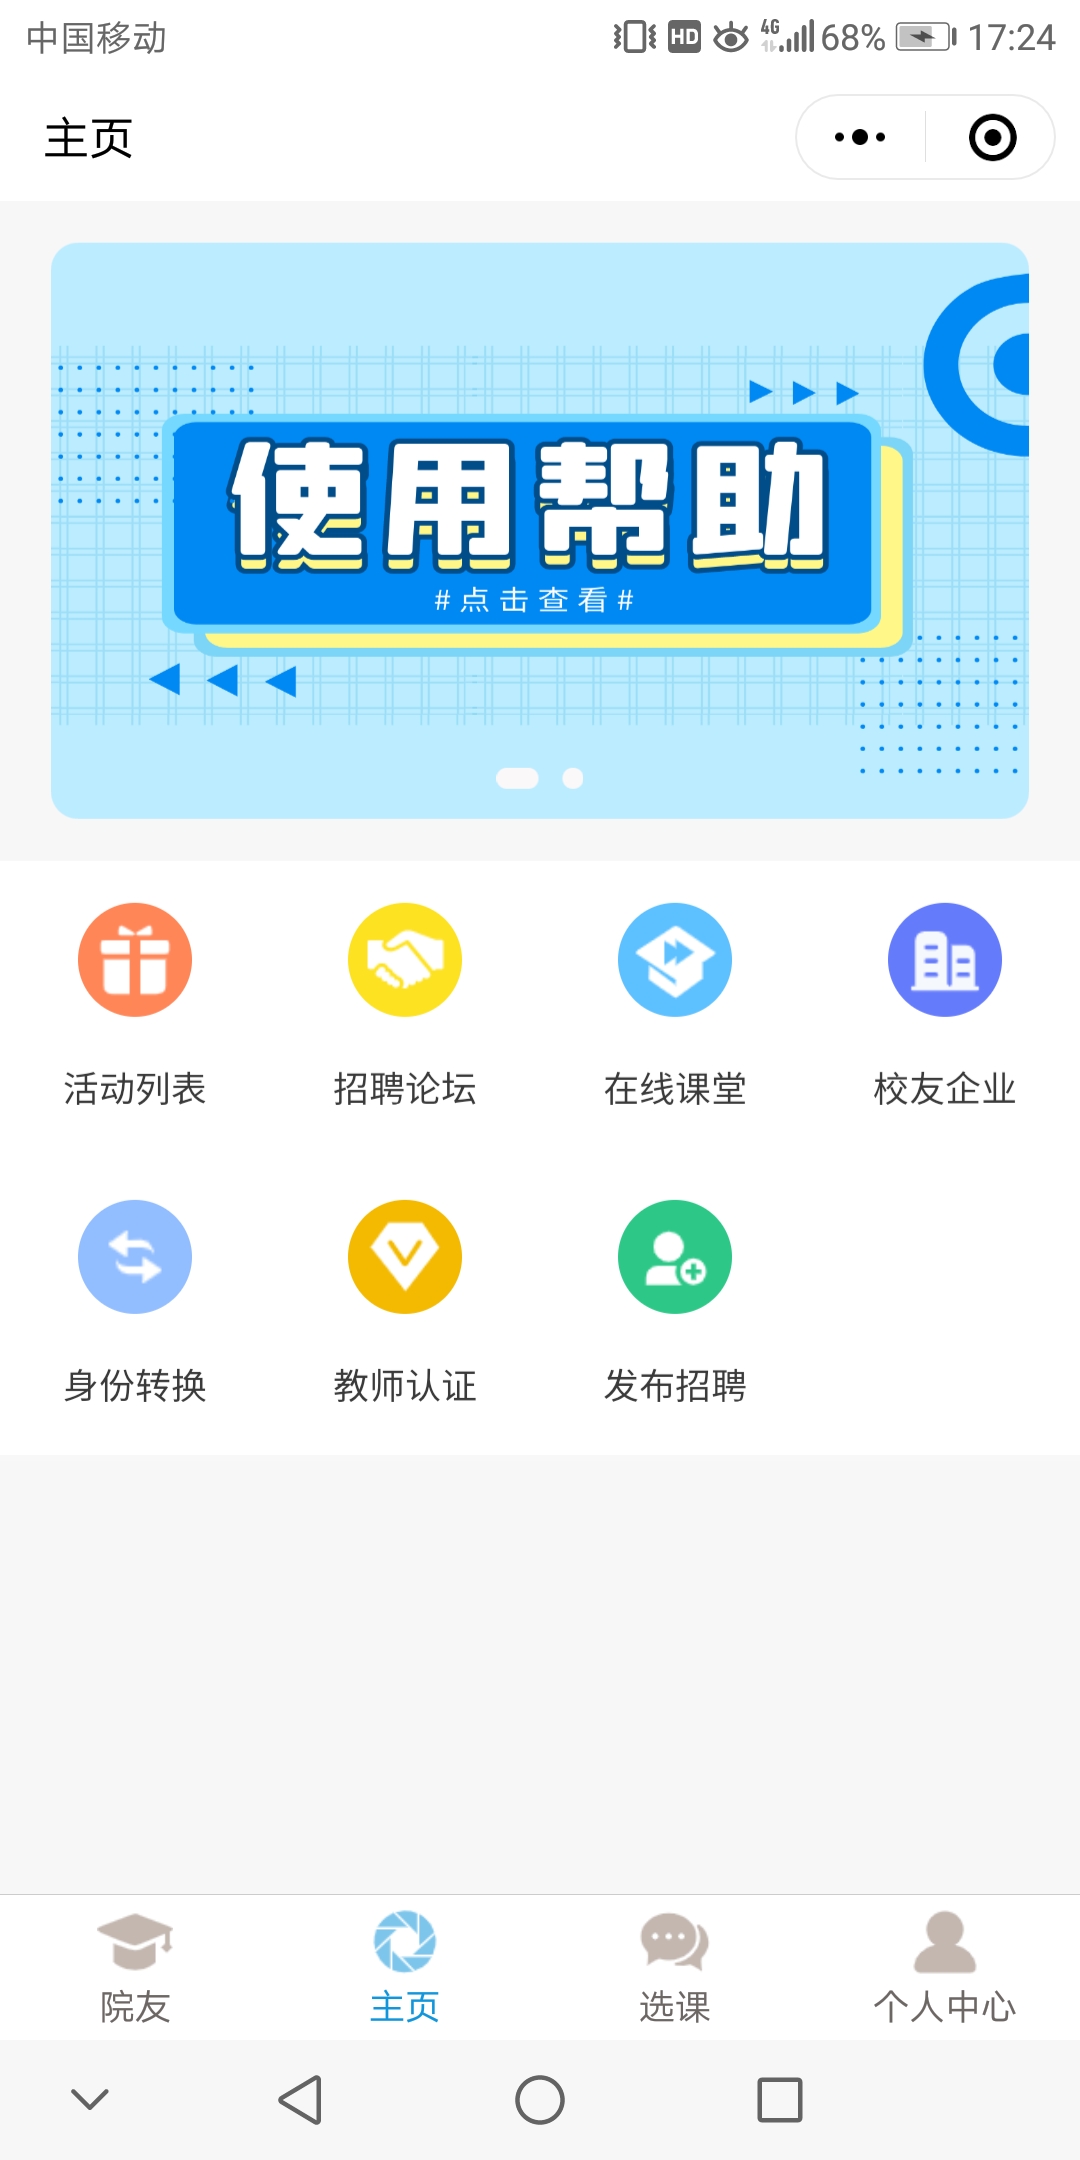 中国移动 HD 4G 68% 17:24
主页
使用帮助
#点击查看#
活动列表 招聘论坛 在线课堂 校友企业
身份转换 教师认证 发布招聘
院友 主页 选课 个人中心